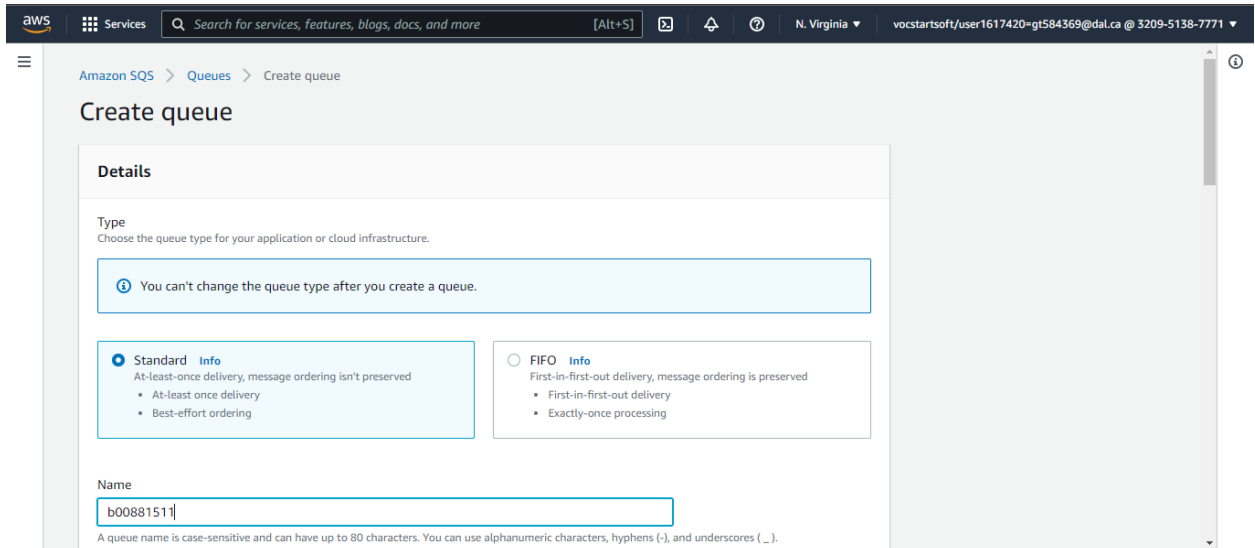 aws Services Search for services, features, blogs, docs, and more [Alt+S] N. Virginia ▼ vocstartsoft/user1617420=gt584369@dal.ca @ 3209-5138-7771 ▼
Amazon SQS > Queues > Create queue
Create queue
Details
Type
Choose the queue type for your application or cloud infrastructure.
You can't change the queue type after you create a queue.
Standard Info
At-least-once delivery, message ordering isn't preserved
• At-least once delivery
• Best-effort ordering
FIFO Info
First-in-first-out delivery, message ordering is preserved
• First-in-first-out delivery
• Exactly-once processing
Name
b00881511
A queue name is case-sensitive and can have up to 80 characters. You can use alphanumeric characters, hyphens (-), and underscores ( _ ).